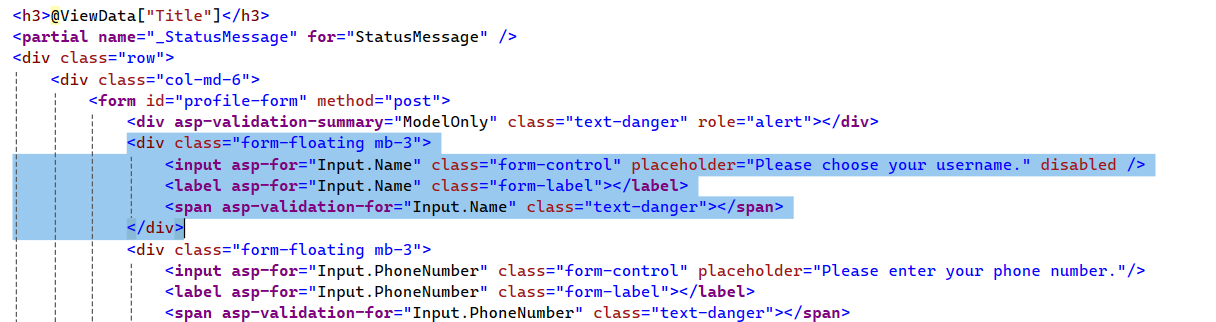 <h3>@ViewData["Title"]</h3>
<partial name="_StatusMessage" for="StatusMessage" />
<div class="row">
    <div class="col-md-6">
        <form id="profile-form" method="post">
            <div asp-validation-summary="ModelOnly" class="text-danger" role="alert"></div>
            <div class="form-floating mb-3">
                <input asp-for="Input.Name" class="form-control" placeholder="Please choose your username." disabled />
                <label asp-for="Input.Name" class="form-label"></label>
                <span asp-validation-for="Input.Name" class="text-danger"></span>
            </div>
            <div class="form-floating mb-3">
                <input asp-for="Input.PhoneNumber" class="form-control" placeholder="Please enter your phone number."/>
                <label asp-for="Input.PhoneNumber" class="form-label"></label>
                <span asp-validation-for="Input.PhoneNumber" class="text-danger"></span>